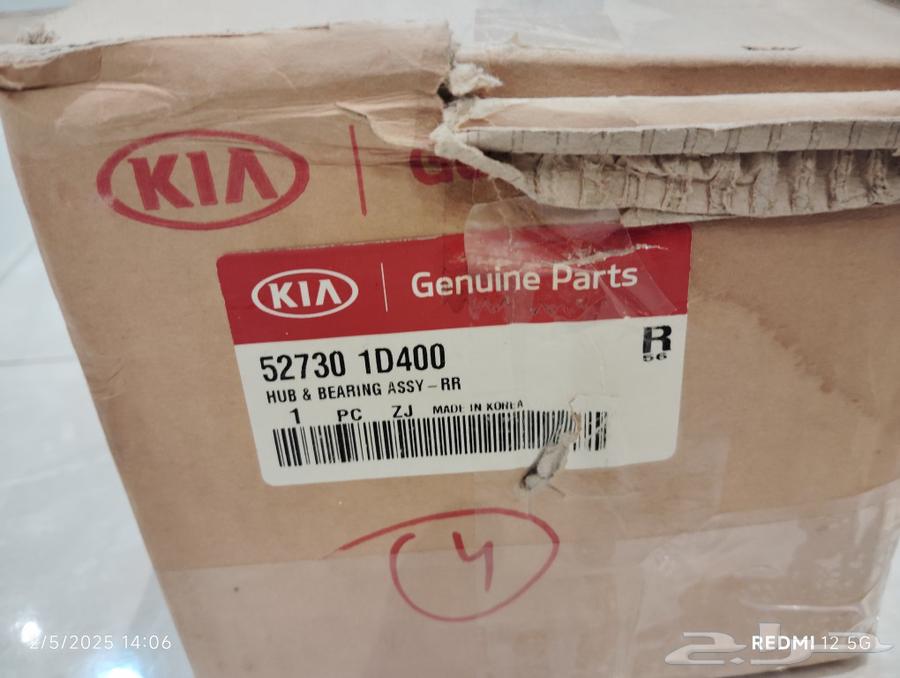 KIA
KIA | Genuine Parts
52730 1D400
R
56
HUB & BEARING ASSY - RR
1 PC ZJ MADE IN KOREA
4
2/5/2025 14:06
REDMI 12 5G
حراج